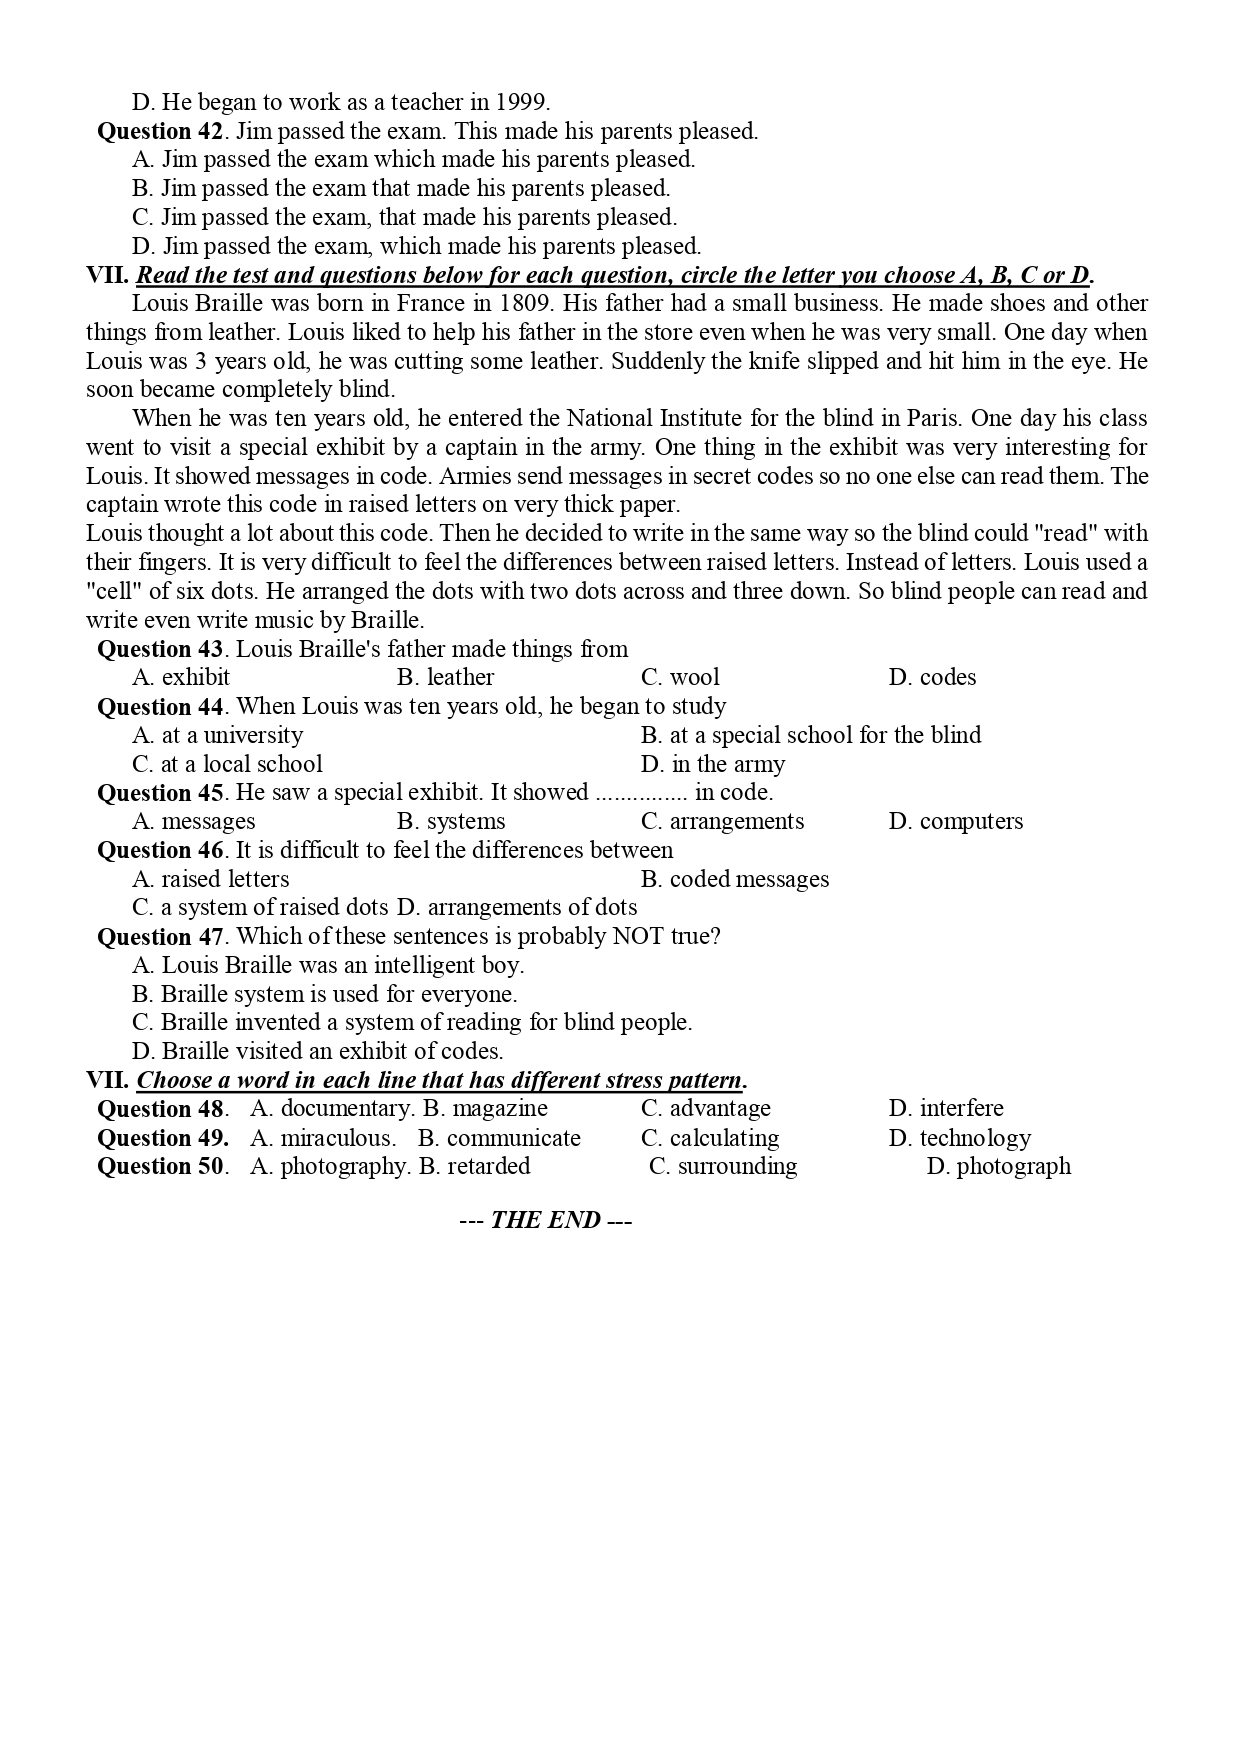 D. He began to work as a teacher in 1999.
Question 42. Jim passed the exam. This made his parents pleased.
A. Jim passed the exam which made his parents pleased.
B. Jim passed the exam that made his parents pleased.
C. Jim passed the exam, that made his parents pleased.
D. Jim passed the exam, which made his parents pleased.
VII. Read the test and questions below for each question, circle the letter you choose A, B, C or D.
Louis Braille was born in France in 1809. His father had a small business. He made shoes and other
things from leather. Louis liked to help his father in the store even when he was very small. One day when
Louis was 3 years old, he was cutting some leather. Suddenly the knife slipped and hit him in the eye. He
soon became completely blind.
When he was ten years old, he entered the National Institute for the blind in Paris. One day his class
went to visit a special exhibit by a captain in the army. One thing in the exhibit was very interesting for
Louis. It showed messages in code. Armies send messages in secret codes so no one else can read them. The
captain wrote this code in raised letters on very thick paper.
Louis thought a lot about this code. Then he decided to write in the same way so the blind could "read" with
their fingers. It is very difficult to feel the differences between raised letters. Instead of letters. Louis used a
"cell" of six dots. He arranged the dots with two dots across and three down. So blind people can read and
write even write music by Braille.
Question 43. Louis Braille's father made things from
A. exhibit B. leather C. wool D. codes
Question 44. When Louis was ten years old, he began to study
A. at a university B. at a special school for the blind
C. at a local school D. in the army
Question 45. He saw a special exhibit. It showed ............... in code.
A. messages B. systems C. arrangements D. computers
Question 46. It is difficult to feel the differences between
A. raised letters B. coded messages
C. a system of raised dots D. arrangements of dots
Question 47. Which of these sentences is probably NOT true?
A. Louis Braille was an intelligent boy.
B. Braille system is used for everyone.
C. Braille invented a system of reading for blind people.
D. Braille visited an exhibit of codes.
VII. Choose a word in each line that has different stress pattern.
Question 48. A. documentary. B. magazine C. advantage D. interfere
Question 49. A. miraculous. B. communicate C. calculating D. technology
Question 50. A. photography. B. retarded C. surrounding D. photograph
--- THE END ---